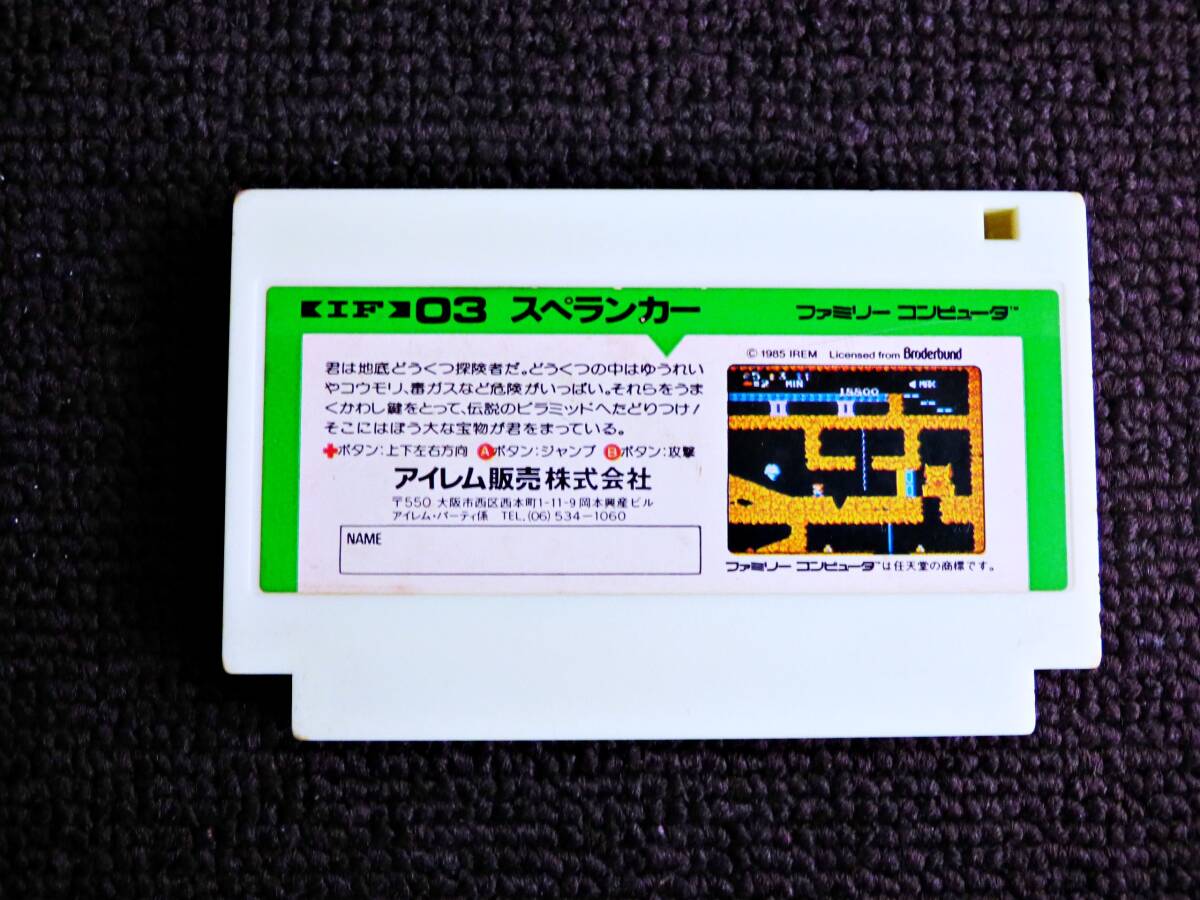 IF 03 スペランカー
ファミリー コンピュータ™
君は地底どうくつ探険者だ。どうくつの中はゆうれい
やコウモリ、毒ガスなど危険がいっぱい。それらをうま
くかわし鍵をとって、伝説のピラミッドへたどりつけ!
そこにはぼう大な宝物が君をまっている。
✚ボタン:上下左右方向 Ⓐボタン:ジャンプ Ⓑボタン:攻撃
アイレム販売株式会社
〒550 大阪市西区西本町1-11-9岡本興産ビル
アイレム・パーティ係 TEL.(06)534-1060
NAME
© 1985 IREM Licensed from Brøderbund
MIN
18800
ファミリー コンピュータ™は任天堂の商標です。